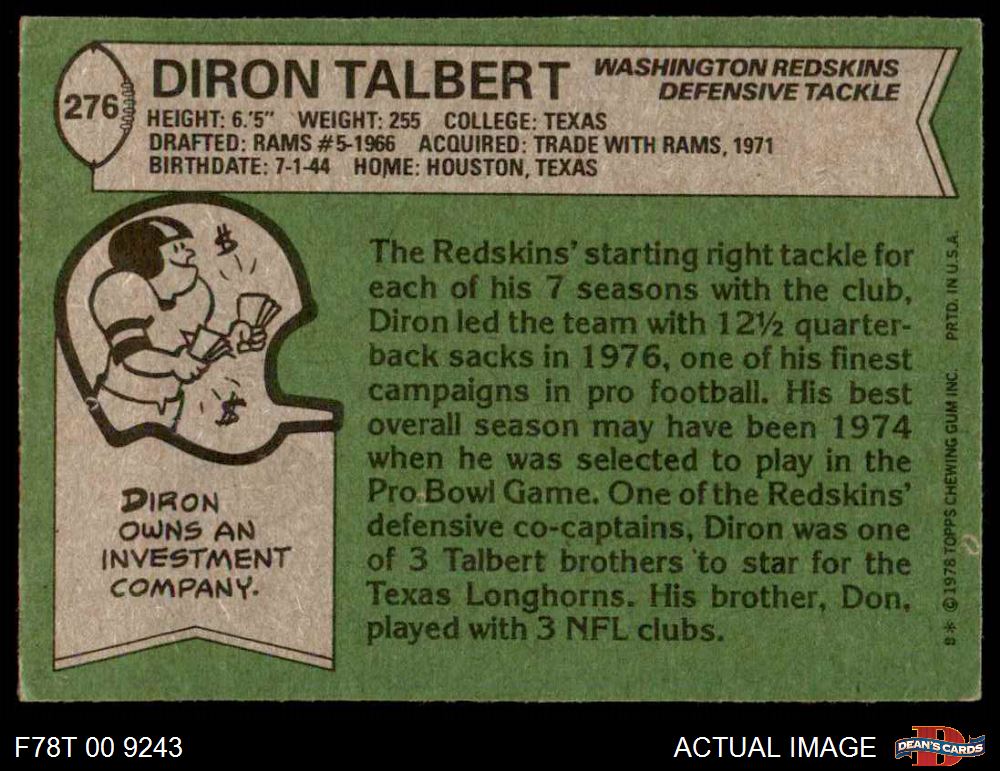 276
DIRON TALBERT
WASHINGTON REDSKINS
DEFENSIVE TACKLE
HEIGHT: 6.'5" WEIGHT: 255 COLLEGE: TEXAS
DRAFTED: RAMS #5-1966 ACQUIRED: TRADE WITH RAMS, 1971
BIRTHDATE: 7-1-44 HOME: HOUSTON, TEXAS
$
$
DIRON
OWNS AN
INVESTMENT
COMPANY.
The Redskins' starting right tackle for
each of his 7 seasons with the club,
Diron led the team with 12½ quarter-
back sacks in 1976, one of his finest
campaigns in pro football. His best
overall season may have been 1974
when he was selected to play in the
Pro Bowl Game. One of the Redskins'
defensive co-captains, Diron was one
of 3 Talbert brothers to star for the
Texas Longhorns. His brother, Don,
played with 3 NFL clubs.
B * © 1978 TOPPS CHEWING GUM INC. PRTD. IN U.S.A.
F78T 00 9243
ACTUAL IMAGE
D
DEAN'S CARDS